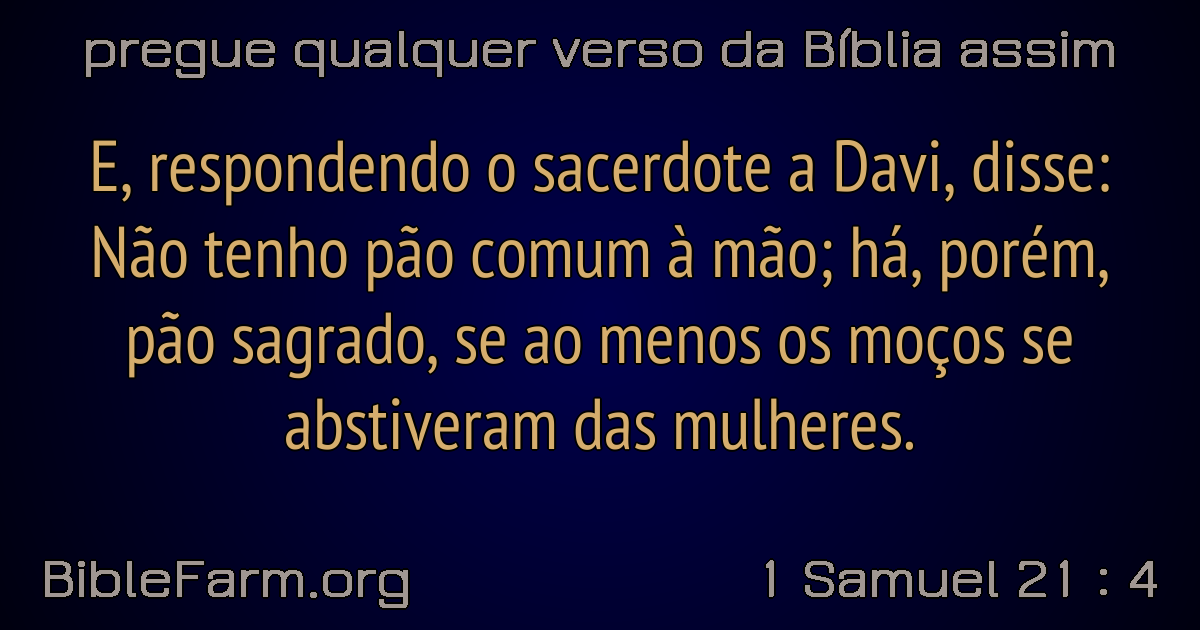 pregue qualquer verso da Bíblia assim
E, respondendo o sacerdote a Davi, disse:
Não tenho pão comum à mão; há, porém,
pão sagrado, se ao menos os moços se
abstiveram das mulheres.
BibleFarm.org
1 Samuel 21 : 4